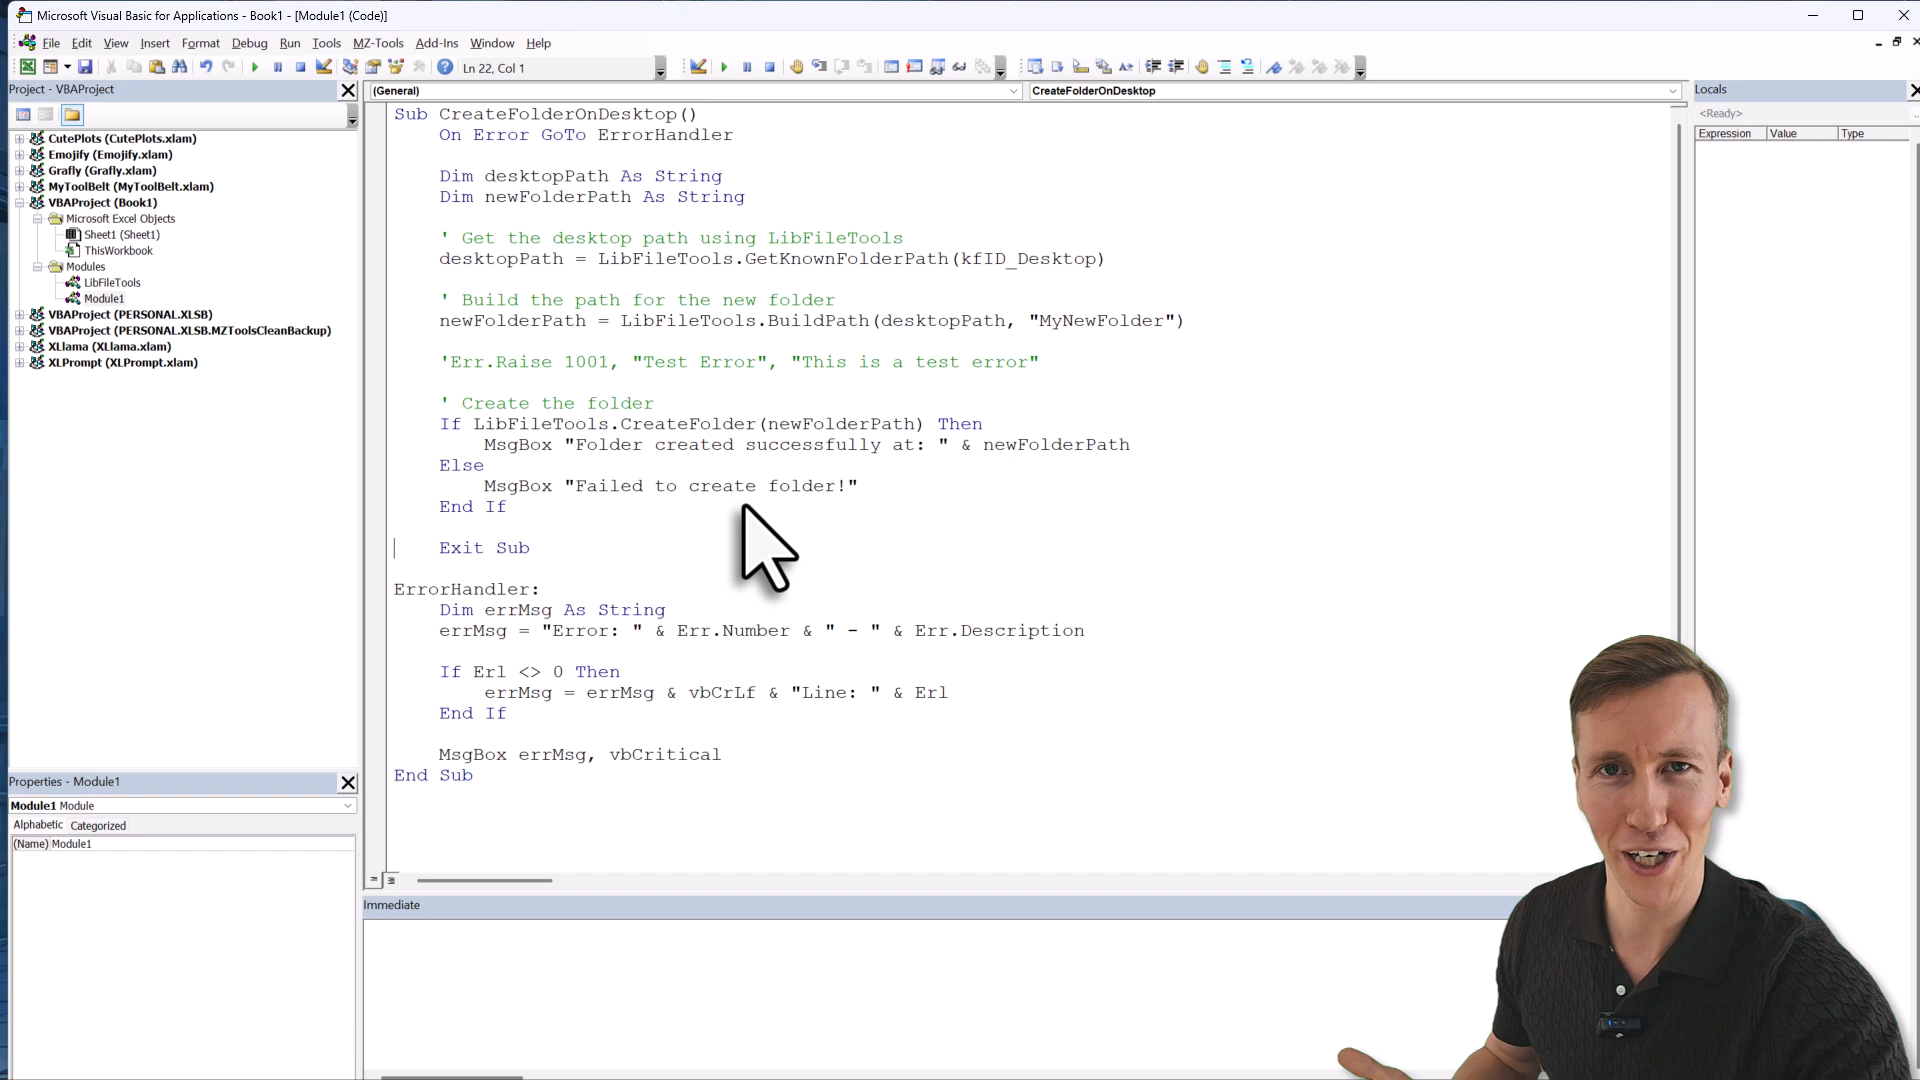 Microsoft Visual Basic for Applications - Book1 - [Module1 (Code)]
File Edit View Insert Format Debug Run Tools MZ-Tools Add-Ins Window Help
Ln 22, Col 1
Project - VBAProject
CutePlots (CutePlots.xlam)
Emojify (Emojify.xlam)
Grafly (Grafly.xlam)
MyToolBelt (MyToolBelt.xlam)
VBAProject (Book1)
Microsoft Excel Objects
Sheet1 (Sheet1)
ThisWorkbook
Modules
LibFileTools
Module1
VBAProject (PERSONAL.XLSB)
VBAProject (PERSONAL.XLSB.MZToolsCleanBackup)
XLlama (XLlama.xlam)
XLPrompt (XLPrompt.xlam)
Properties - Module1
Module1 Module
Alphabetic Categorized
(Name) Module1
(General) CreateFolderOnDesktop
Sub CreateFolderOnDesktop()
On Error GoTo ErrorHandler
Dim desktopPath As String
Dim newFolderPath As String
' Get the desktop path using LibFileTools
desktopPath = LibFileTools.GetKnownFolderPath(kfID_Desktop)
' Build the path for the new folder
newFolderPath = LibFileTools.BuildPath(desktopPath, "MyNewFolder")
'Err.Raise 1001, "Test Error", "This is a test error"
' Create the folder
If LibFileTools.CreateFolder(newFolderPath) Then
MsgBox "Folder created successfully at: " & newFolderPath
Else
MsgBox "Failed to create folder!"
End If
Exit Sub
ErrorHandler:
Dim errMsg As String
errMsg = "Error: " & Err.Number & " - " & Err.Description
If Erl <> 0 Then
errMsg = errMsg & vbCrLf & "Line: " & Erl
End If
MsgBox errMsg, vbCritical
End Sub
Immediate
Locals
<Ready>
Expression Value Type